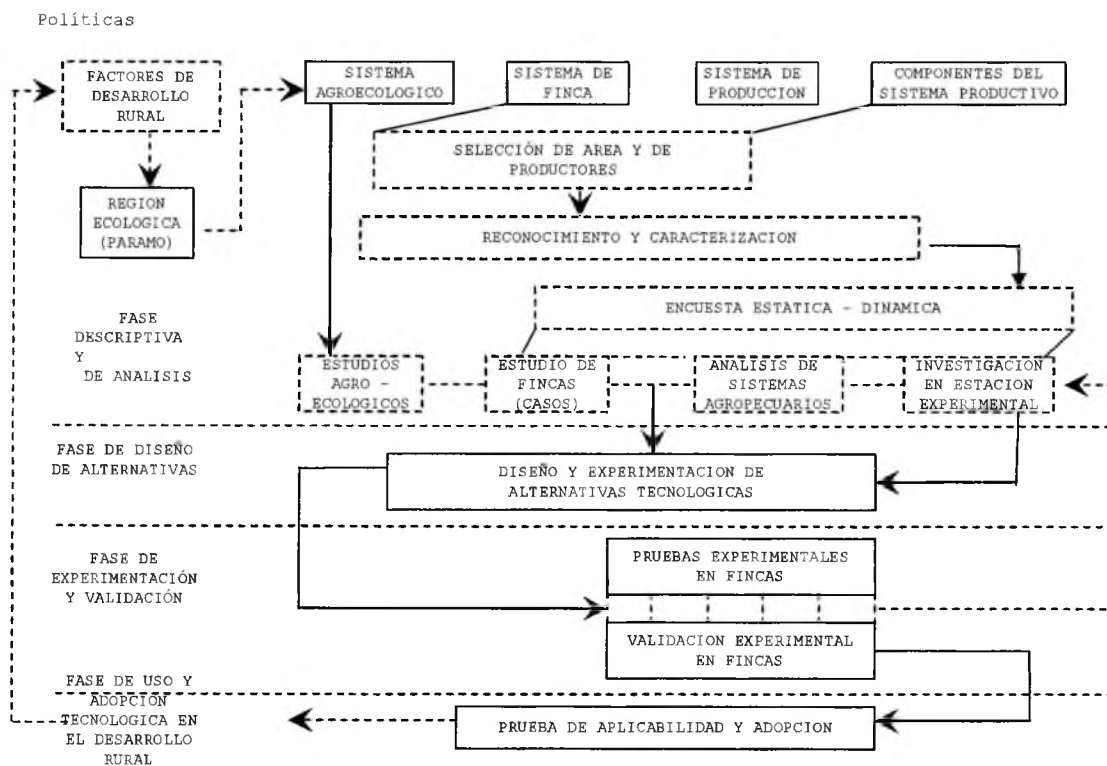 Políticas
FACTORES DE
DESARROLLO
RURAL
SISTEMA
AGROECOLOGICO
SISTEMA DE
FINCA
SISTEMA DE
PRODUCCION
COMPONENTES DEL
SISTEMA PRODUCTIVO
SELECCIÓN DE AREA Y DE
PRODUCTORES
REGION
ECOLOGICA
(PARAMO)
RECONOCIMIENTO Y CARACTERIZACION
ENCUESTA ESTATICA - DINAMICA
FASE
DESCRIPTIVA
Y
DE ANALISIS
ESTUDIOS
AGRO -
ECOLOGICOS
ESTUDIO DE
FINCAS
(CASOS)
ANALISIS DE
SISTEMAS
AGROPECUARIOS
INVESTIGACION
EN ESTACION
EXPERIMENTAL
FASE DE DISEÑO
DE ALTERNATIVAS
DISEÑO Y EXPERIMENTACION DE
ALTERNATIVAS TECNOLOGICAS
FASE DE
EXPERIMENTACIÓN
Y VALIDACIÓN
PRUEBAS EXPERIMENTALES
EN FINCAS
VALIDACION EXPERIMENTAL
EN FINCAS
FASE DE USO Y
ADOPCIÓN
TECNOLOGICA EN
EL DESARROLLO
RURAL
PRUEBA DE APLICABILIDAD Y ADOPCION